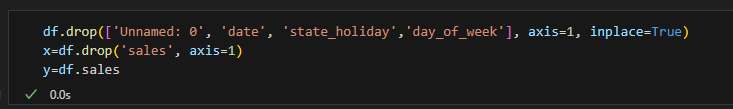 df.drop(['Unnamed: 0', 'date', 'state_holiday','day_of_week'], axis=1, inplace=True)
x=df.drop('sales', axis=1)
y=df.sales
0.0s